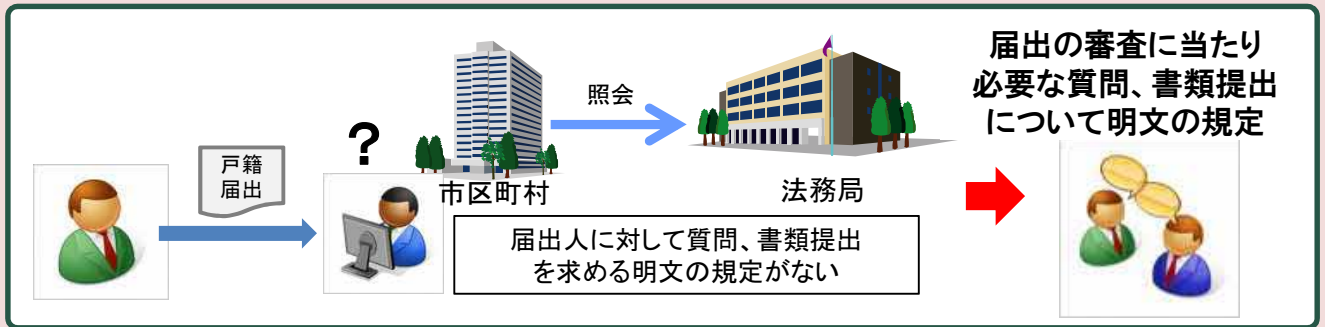 戸籍
届出
?
市区町村
照会
法務局
届出人に対して質問、書類提出
を求める明文の規定がない
届出の審査に当たり
必要な質問、書類提出
について明文の規定